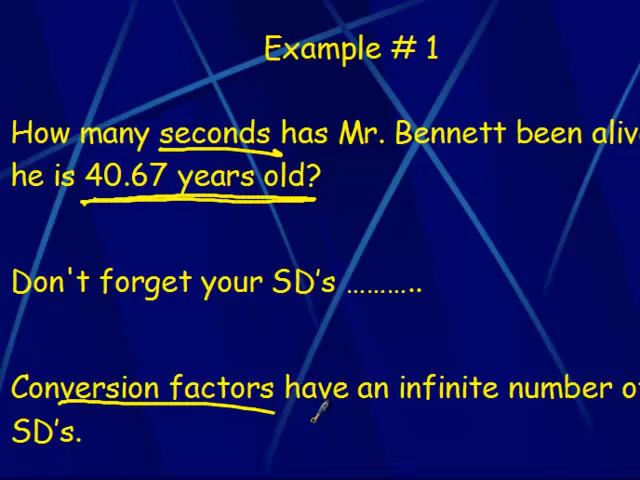 Example # 1
How many seconds has Mr. Bennett been aliv
he is 40.67 years old?
Don't forget your SD's ………..
Conversion factors have an infinite number of
SD's.